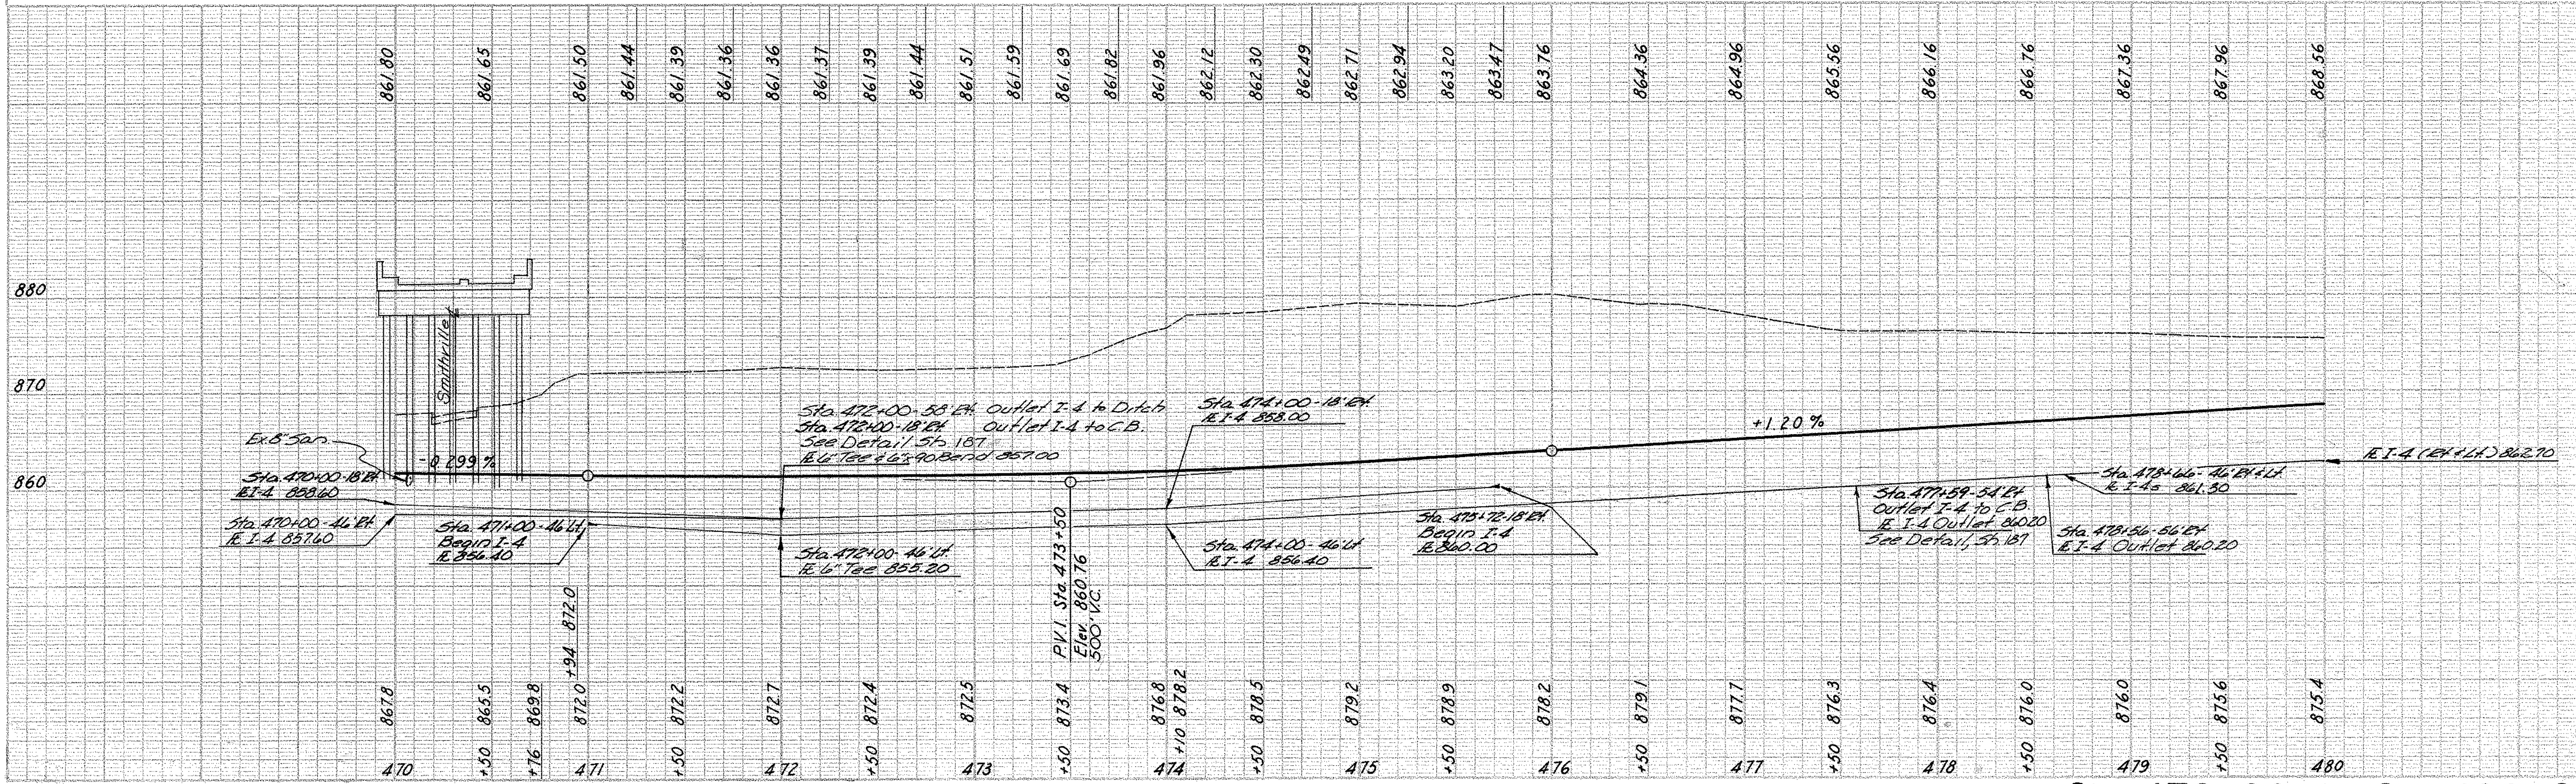 861.80
861.65
861.50
861.44
861.39
861.36
861.36
861.37
861.39
861.44
861.51
861.59
861.69
861.82
861.96
862.12
862.30
862.49
862.71
862.94
863.20
863.47
863.76
864.36
864.96
865.56
866.16
866.76
867.36
867.96
868.56
880
870
860
Smithville
Ex.8" San.
-0.299%
Sta. 470+00-18' Rt.
I-4 858.60
Sta. 470+00-46' Rt.
I-4 857.60
Sta. 471+00-46' Lt.
Begin I-4
856.40
Sta. 472+00-58' Rt. Outlet I-4 to Ditch
Sta. 472+00-18' Rt. Outlet I-4 to C.B.
See Detail Sh. 187
6" Tee & 6"x90 Bend 857.00
Sta. 472+00-46' Lt.
6" Tee 855.20
Sta. 474+00-18' Rt.
I-4 858.00
Sta. 474+00-46' Lt.
I-4 856.40
Sta. 475+72-18' Rt.
Begin I-4
860.00
+1.20%
Sta. 477+59-54' Rt
Outlet I-4 to C.B.
I-4 Outlet 860.20
See Detail, Sh 187
Sta. 478+66-46' Rt & Lt
I-4s 861.30
Sta 478+56-56' Rt
I-4 Outlet 860.20
I-4 (Rt & Lt.) 862.70
P.V.I. Sta. 473+50
Elev. 860.76
500' V.C.
+94 872.0
867.8
+50 865.5
+76 869.8
872.0
872.2
872.7
872.4
872.5
873.4
876.8
+10 878.2
878.5
879.2
878.9
878.2
879.1
877.7
876.3
876.4
876.0
876.0
875.6
875.4
470
471
+50
472
+50
473
+50
474
+50
475
+50
476
+50
477
+50
478
+50
479
+50
480